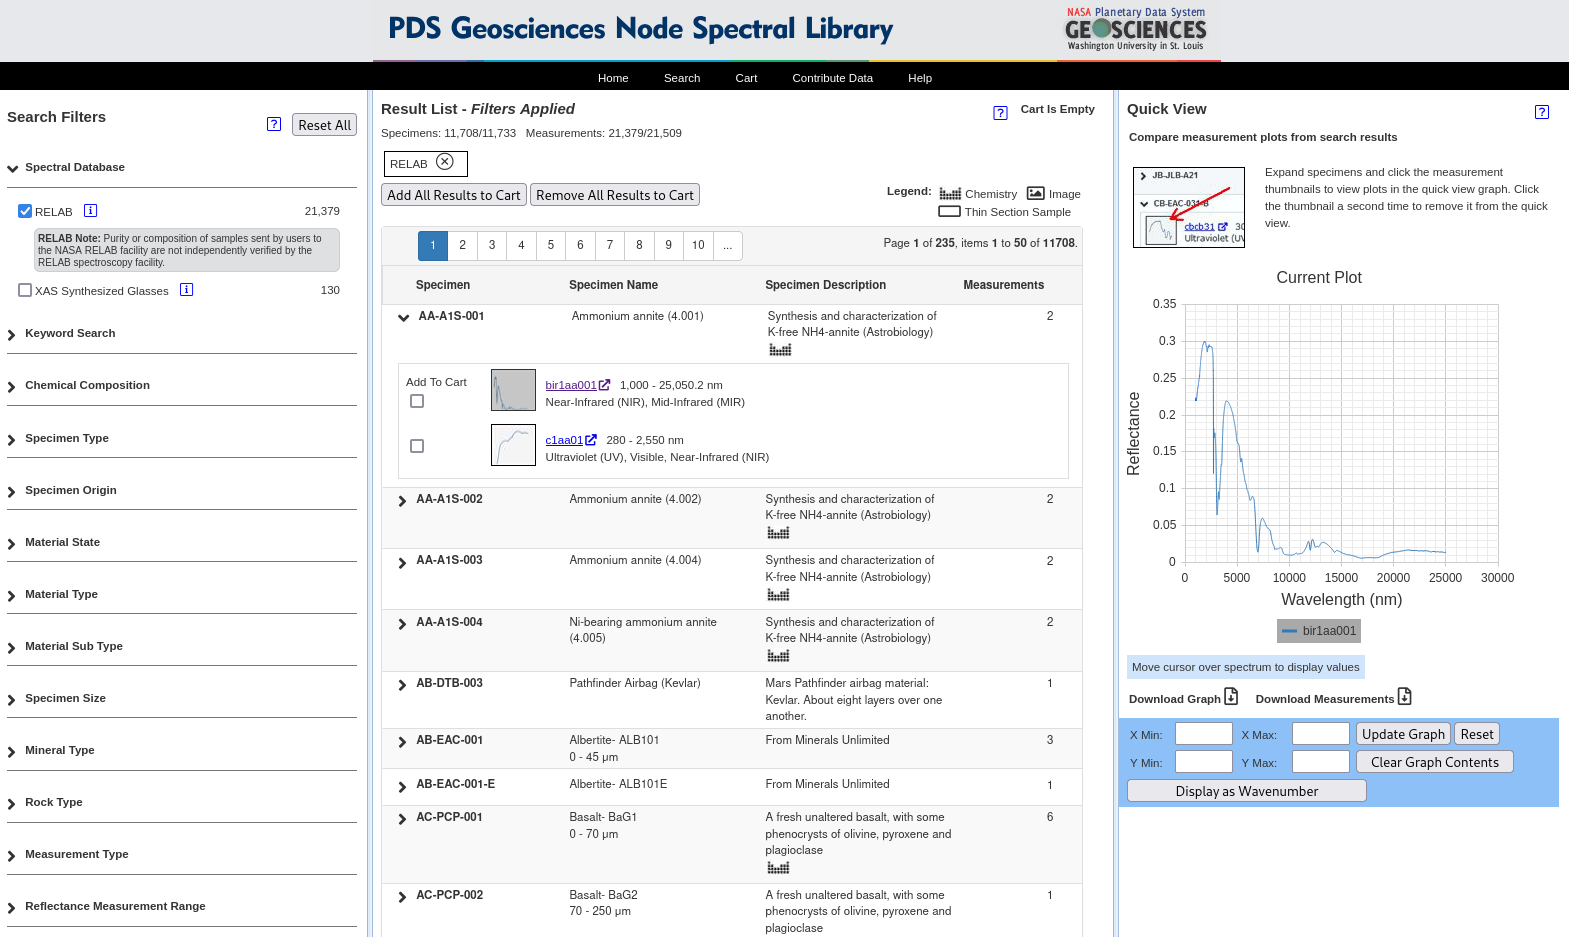 PDS Geosciences Node Spectral Library
NASA Planetary Data System
GEOSCIENCES
Washington University in St. Louis
Home Search Cart Contribute Data Help
Search Filters
? Reset All
Spectral Database
RELAB i 21,379
RELAB Note: Purity or composition of samples sent by users to
the NASA RELAB facility are not independently verified by the
RELAB spectroscopy facility.
XAS Synthesized Glasses i 130
Keyword Search
Chemical Composition
Specimen Type
Specimen Origin
Material State
Material Type
Material Sub Type
Specimen Size
Mineral Type
Rock Type
Measurement Type
Reflectance Measurement Range
Result List - Filters Applied
? Cart Is Empty
Specimens: 11,708/11,733 Measurements: 21,379/21,509
RELAB
Add All Results to Cart Remove All Results to Cart
Legend: Chemistry Image
Thin Section Sample
1 2 3 4 5 6 7 8 9 10 ...
Page 1 of 235, items 1 to 50 of 11708.
Specimen Specimen Name Specimen Description Measurements
AA-A1S-001 Ammonium annite (4.001) Synthesis and characterization of 2
K-free NH4-annite (Astrobiology)
Add To Cart
bir1aa001 1,000 - 25,050.2 nm
Near-Infrared (NIR), Mid-Infrared (MIR)
c1aa01 280 - 2,550 nm
Ultraviolet (UV), Visible, Near-Infrared (NIR)
AA-A1S-002 Ammonium annite (4.002) Synthesis and characterization of 2
K-free NH4-annite (Astrobiology)
AA-A1S-003 Ammonium annite (4.004) Synthesis and characterization of 2
K-free NH4-annite (Astrobiology)
AA-A1S-004 Ni-bearing ammonium annite Synthesis and characterization of 2
(4.005) K-free NH4-annite (Astrobiology)
AB-DTB-003 Pathfinder Airbag (Kevlar) Mars Pathfinder airbag material: 1
Kevlar. About eight layers over one
another.
AB-EAC-001 Albertite- ALB101 From Minerals Unlimited 3
0 - 45 µm
AB-EAC-001-E Albertite- ALB101E From Minerals Unlimited 1
AC-PCP-001 Basalt- BaG1 A fresh unaltered basalt, with some 6
0 - 70 µm phenocrysts of olivine, pyroxene and
plagioclase
AC-PCP-002 Basalt- BaG2 A fresh unaltered basalt, with some 1
70 - 250 µm phenocrysts of olivine, pyroxene and
plagioclase
Quick View ?
Compare measurement plots from search results
JB-JLB-A21
CB-EAC-031-B
cbcb31 30
Ultraviolet (UV
Expand specimens and click the measurement
thumbnails to view plots in the quick view graph. Click
the thumbnail a second time to remove it from the quick
view.
Current Plot
Reflectance
0.35
0.3
0.25
0.2
0.15
0.1
0.05
0
0 5000 10000 15000 20000 25000 30000
Wavelength (nm)
bir1aa001
Move cursor over spectrum to display values
Download Graph Download Measurements
X Min: X Max: Update Graph Reset
Y Min: Y Max: Clear Graph Contents
Display as Wavenumber